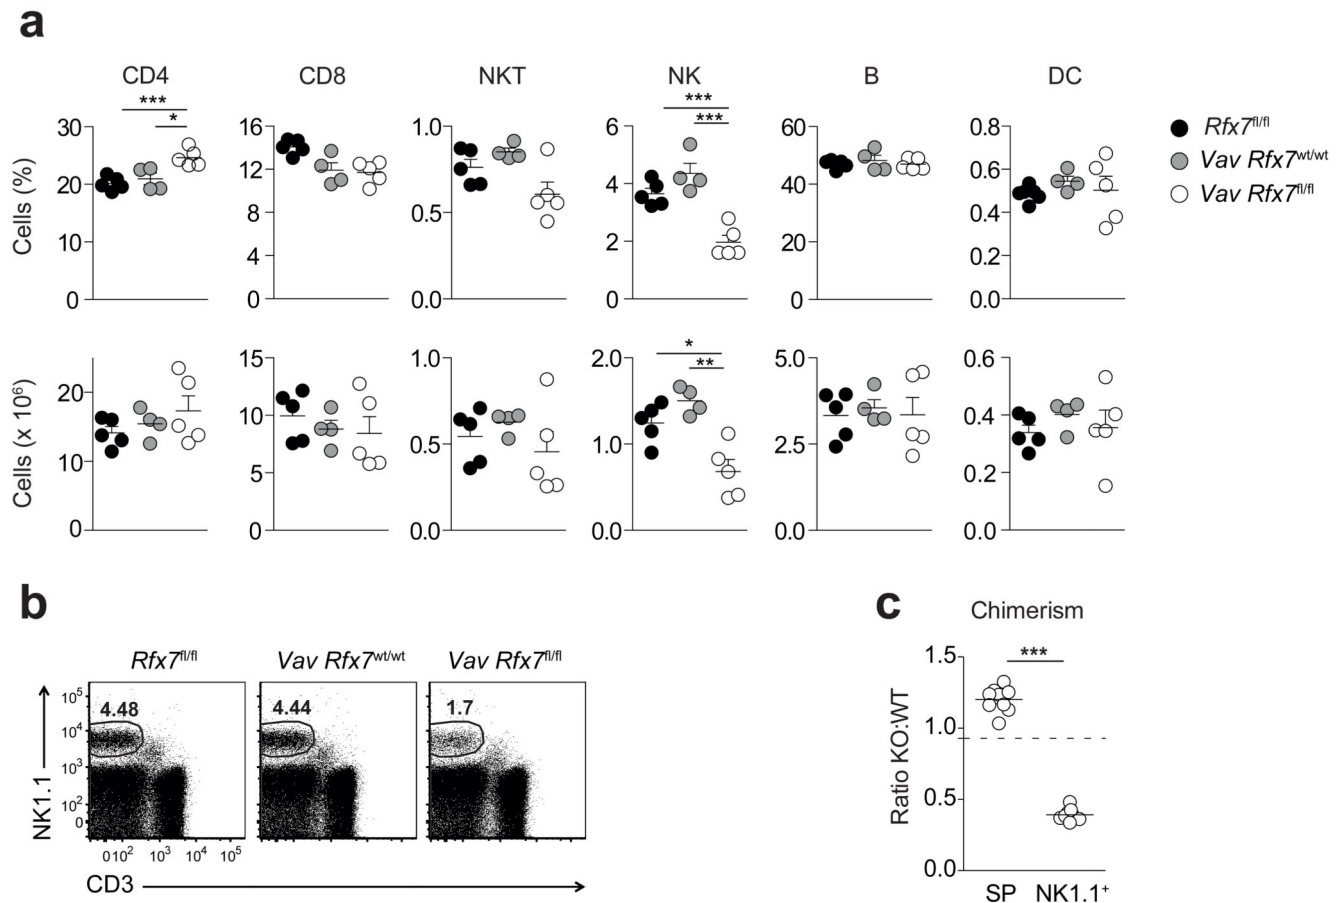 a
CD4 CD8 NKT NK B DC
*** *** 
* ***
Rfx7fl/fl
Vav Rfx7wt/wt
Vav Rfx7fl/fl
Cells (%)
30 20 10 0
16 12 8 4 0
1.0 0.5 0.0
6 4 2 0
60 40 20 0
0.8 0.6 0.4 0.2 0.0
*
**
Cells (x 10⁶)
20 10 0
15 10 5 0
1.0 0.5 0.0
2.0 1.0 0.0
5.0 2.5 0.0
0.6 0.4 0.2 0.0
b
Rfx7fl/fl Vav Rfx7wt/wt Vav Rfx7fl/fl
4.48 4.44 1.7
NK1.1
10⁵
10⁴
10³
10²
0
0 10² 10³ 10⁴ 10⁵
CD3
c
Chimerism
***
Ratio KO:WT
1.5
1.0
0.5
0.0
SP NK1.1⁺